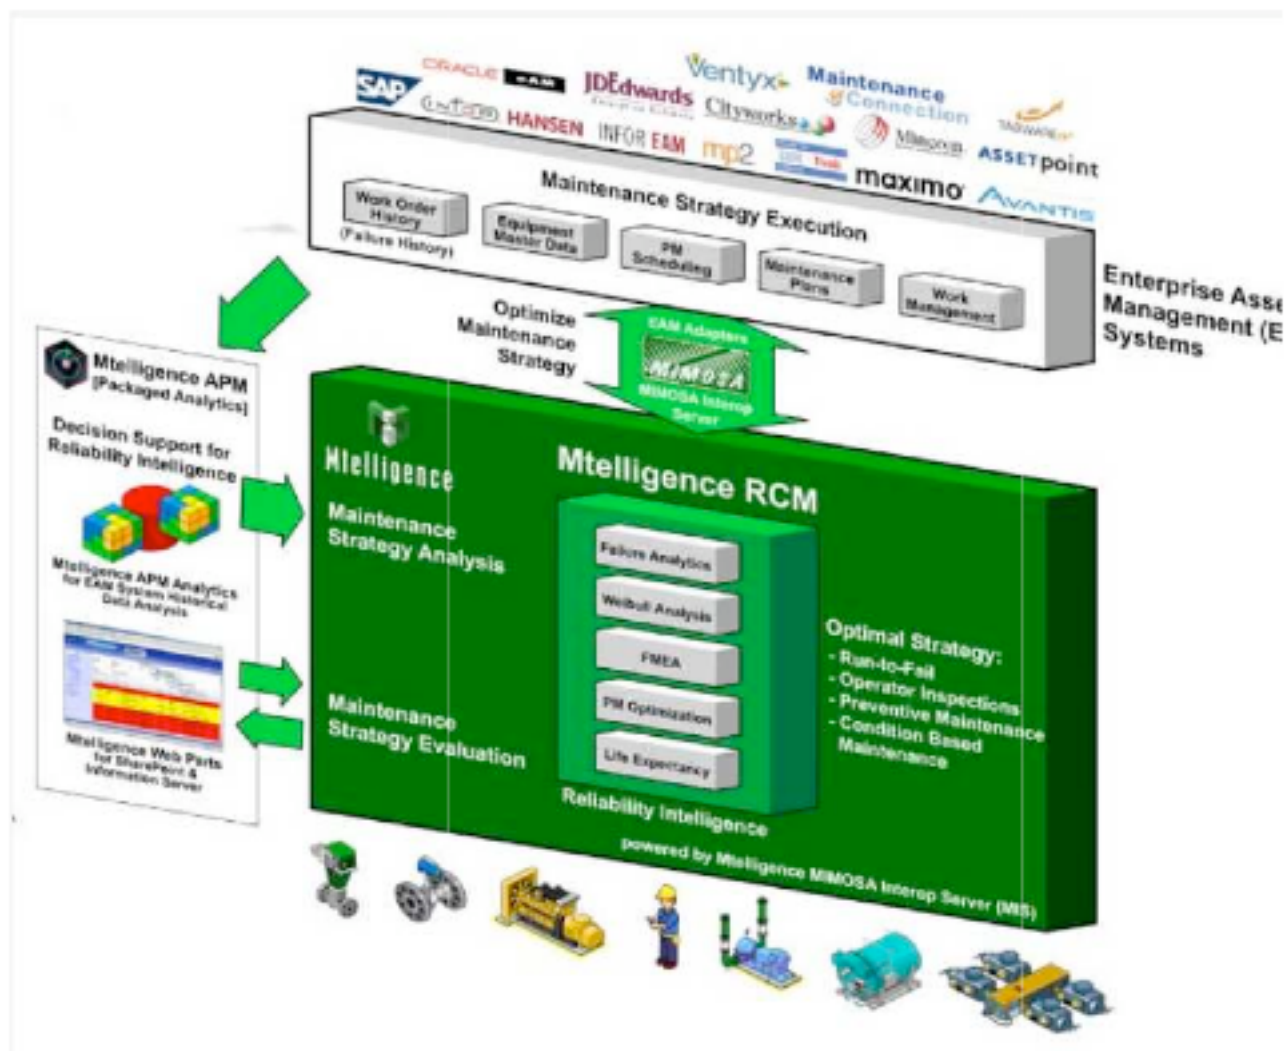 ORACLE eAM
SAP
JDEdwards
Ventyx
Maintenance
Connection
Cityworks
HANSEN
INFOR EAM
mp2
Mincom
TABWARE
ASSETpoint
maximo
AVANTIS
Maintenance Strategy Execution
Work Order
History
(Failure History)
Equipment
Master Data
PM
Scheduling
Maintenance
Plans
Work
Management
Enterprise Asse
Management (E
Systems
Optimize
Maintenance
Strategy
EAM Adapters
MIMOSA
MIMOSA Interop
Server
Mtelligence APM
[Packaged Analytics]
Decision Support for
Reliability Intelligence
Mtelligence APM Analytics
for EAM System Historical
Data Analysis
Mtelligence Web Parts
for SharePoint &
Information Server
Mtelligence
Maintenance
Strategy Analysis
Maintenance
Strategy Evaluation
Mtelligence RCM
Failure Analytics
Weibull Analysis
FMEA
PM Optimization
Life Expectancy
Reliability Intelligence
Optimal Strategy:
- Run-to-Fail
- Operator Inspections
- Preventive Maintenance
- Condition Based
Maintenance
powered by Mtelligence MIMOSA Interop Server (MIS)